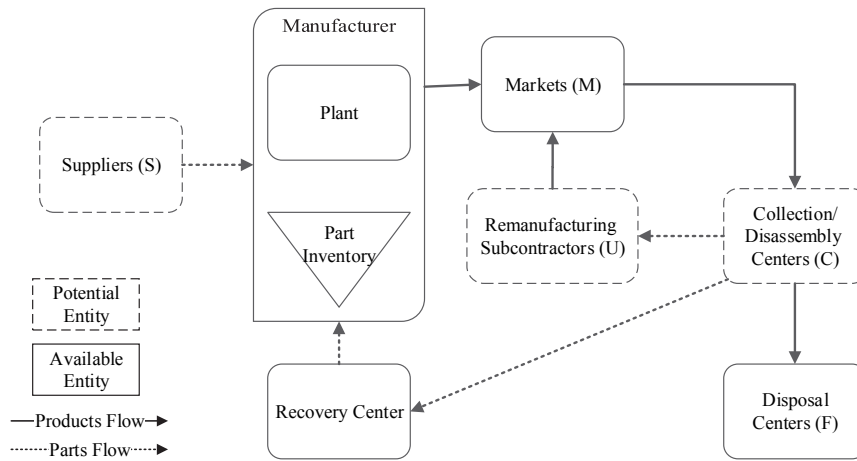 Manufacturer
Plant
Markets (M)
Suppliers (S)
Part
Inventory
Remanufacturing
Subcontractors (U)
Collection/
Disassembly
Centers (C)
Potential
Entity
Available
Entity
Recovery Center
Disposal
Centers (F)
Products Flow
Parts Flow